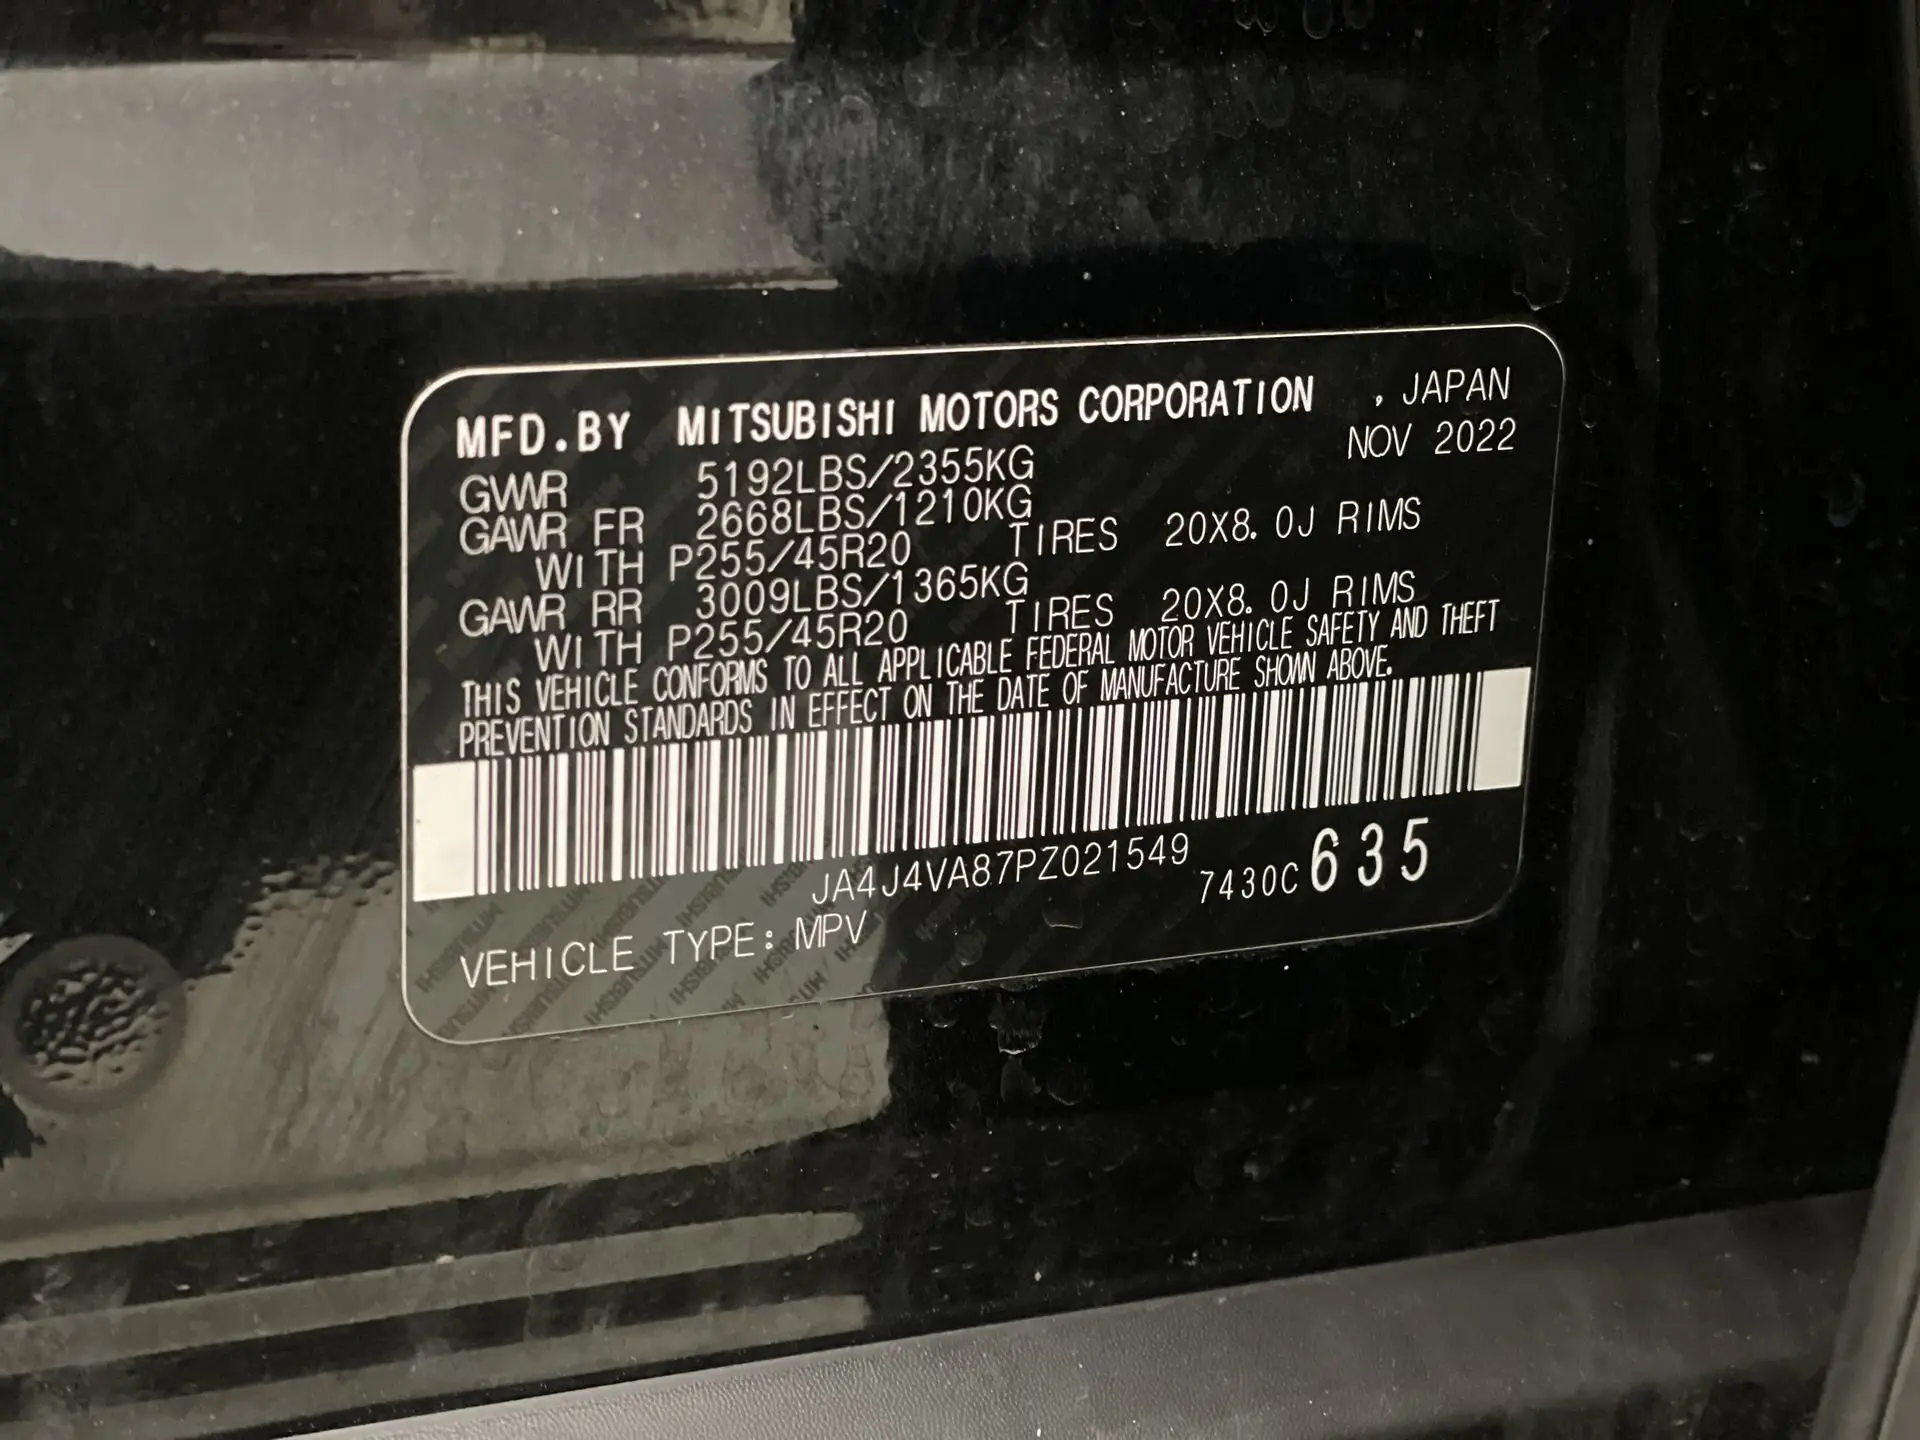 MFD.BY MITSUBISHI MOTORS CORPORATION , JAPAN
NOV 2022
GVWR 5192LBS/2355KG
GAWR FR 2668LBS/1210KG
WITH P255/45R20 TIRES 20X8.0J RIMS
GAWR RR 3009LBS/1365KG
WITH P255/45R20 TIRES 20X8.0J RIMS
THIS VEHICLE CONFORMS TO ALL APPLICABLE FEDERAL MOTOR VEHICLE SAFETY AND THEFT
PREVENTION STANDARDS IN EFFECT ON THE DATE OF MANUFACTURE SHOWN ABOVE.
JA4J4VA87PZ021549 7430C 635
VEHICLE TYPE: MPV